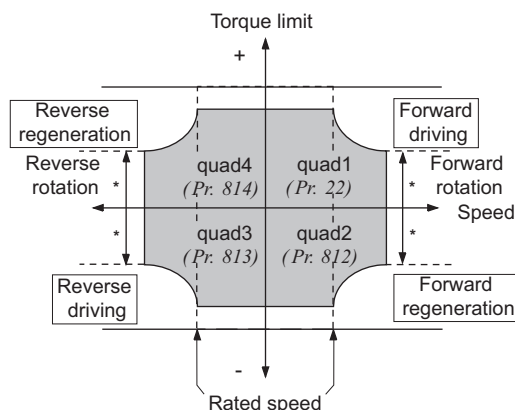 Torque limit
+
Reverse
regeneration
Forward
driving
quad4
(Pr. 814)
quad1
(Pr. 22)
Reverse
rotation
*
Forward
rotation
*
Speed
*
*
quad3
(Pr. 813)
quad2
(Pr. 812)
Reverse
driving
Forward
regeneration
-
Rated speed